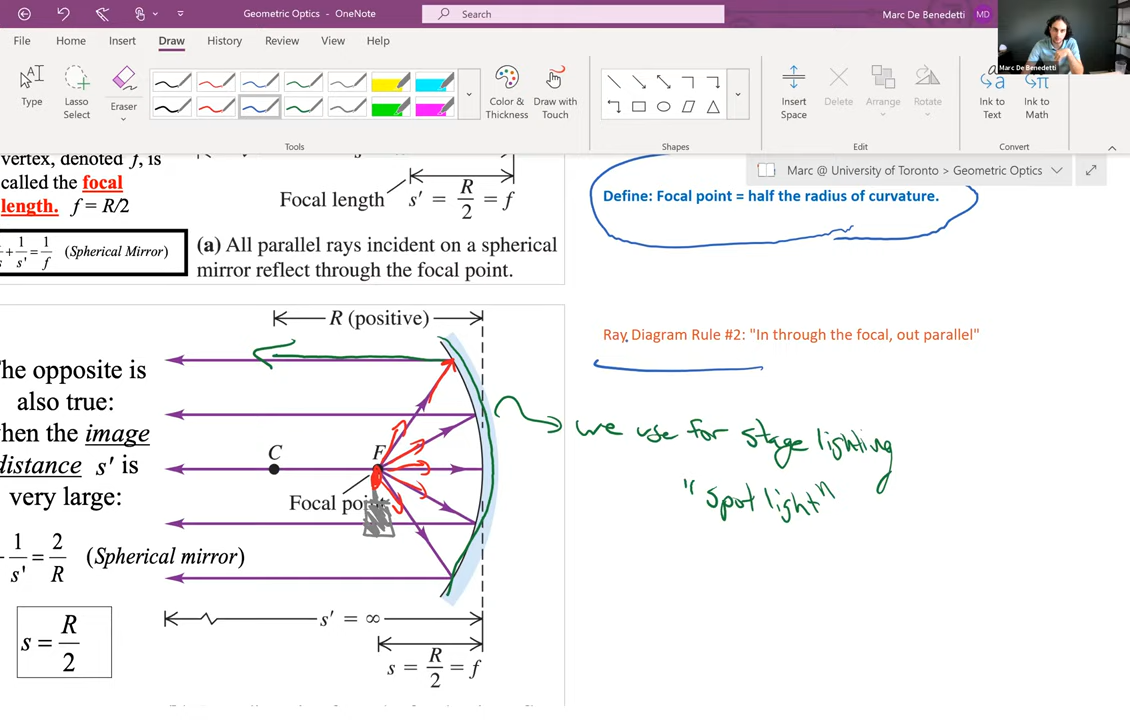 Geometric Optics - OneNote
Search
Marc De Benedetti
MD
Marc De Benedetti
File
Home
Insert
Draw
History
Review
View
Help
Type
Lasso Select
Eraser
Color & Thickness
Draw with Touch
Insert Space
Delete
Arrange
Rotate
Ink to Text
Ink to Math
Tools
Shapes
Edit
Convert
Marc @ University of Toronto > Geometric Optics
vertex, denoted f, is
called the focal
length. f = R/2
1/s' = 1/f (Spherical Mirror)
Focal length
s' = R/2 = f
(a) All parallel rays incident on a spherical
mirror reflect through the focal point.
Define: Focal point = half the radius of curvature.
Ray Diagram Rule #2: "In through the focal, out parallel"
we use for stage lighting
"spot light"
R (positive)
C
F
Focal point
s' = ∞
s = R/2 = f
he opposite is
also true:
hen the image
distance s' is
very large:
1/s' = 2/R (Spherical mirror)
s = R/2